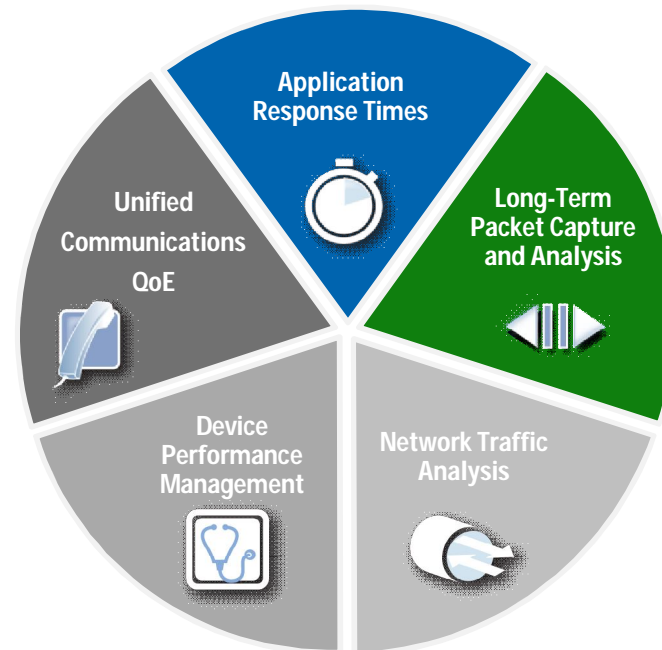 Application
Response Times
Long-Term
Packet Capture
and Analysis
Unified
Communications
QoE
Device
Performance
Management
Network Traffic
Analysis